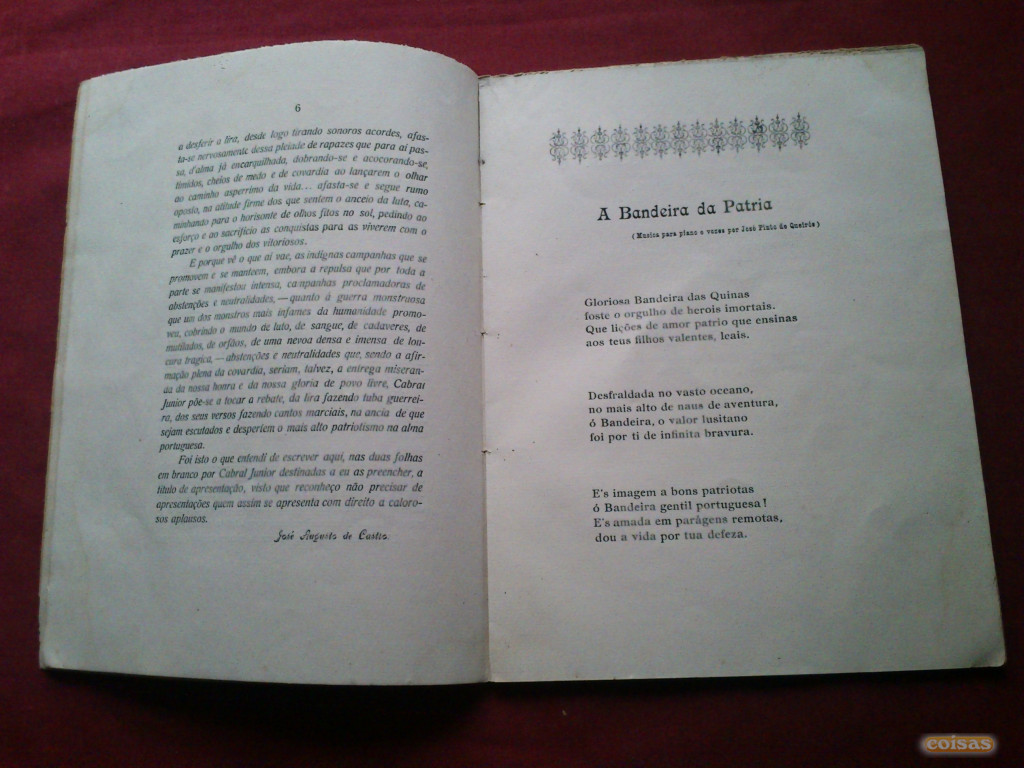 6
a desferir a lira, desde logo tirando sonoros acordes, afas-
ta-se nervosamente dessa pleiade de rapazes que para aí pas-
sa, d'alma já encarquilhada, dobrando-se e acocorando-se,
timidos, cheios de medo e de covardia ao lançarem o olhar
ao caminho asperrimo da vida... afasta-se e segue rumo
oposto, na atitude firme dos que sentem o anceio da luta, ca-
minhando para o horisonte de olhos fitos no sol, pedindo ao
esforço e ao sacrificio as conquistas para as viverem com o
prazer e o orgulho dos vitoriosos.
E porque vê o que aí vae, as indignas campanhas que se
promovem e se manteem, embora a repulsa que por toda a
parte se manifestou intensa, campanhas proclamadoras de
abstenções e neutralidades, — quanto á guerra monstruosa
que um dos monstros mais infames da humanidade promo-
veu, cobrindo o mundo de luto, de sangue, de cadaveres, de
mutilados, de orfãos, de uma nevoa densa e imensa de lou-
cura tragica, — abstenções e neutralidades que, sendo a afir-
mação plena da covardia, seriam, talvez, a entrega miseran-
da da nossa honra e da nossa gloria de povo livre, Cabral
Junior põe-se a tocar a rebate, da lira fazendo tuba guerrei-
ra, dos seus versos fazendo cantos marciais, na ancia de que
sejam escutados e despertem o mais alto patriotismo na alma
portuguesa.
Foi isto o que entendi de escrever aqui, nas duas folhas
em branco por Cabral Junior destinadas a eu as preencher, a
titulo de apresentação, visto que reconheço não precisar de
apresentações quem assim se apresenta com direito a caloro-
sos aplausos.
José Augusto de Castro.
A Bandeira da Patria
(Musica para piano e vozes por José Pinto de Queirós)
Gloriosa Bandeira das Quinas
foste o orgulho de herois imortais.
Que lições de amor patrio que ensinas
aos teus filhos valentes, leais.
Desfraldada no vasto oceano,
no mais alto de naus de aventura,
ó Bandeira, o valor lusitano
foi por ti de infinita bravura.
E's imagem a bons patriotas
ó Bandeira gentil portuguesa!
E's amada em parágens remotas,
dou a vida por tua defeza.
coisas